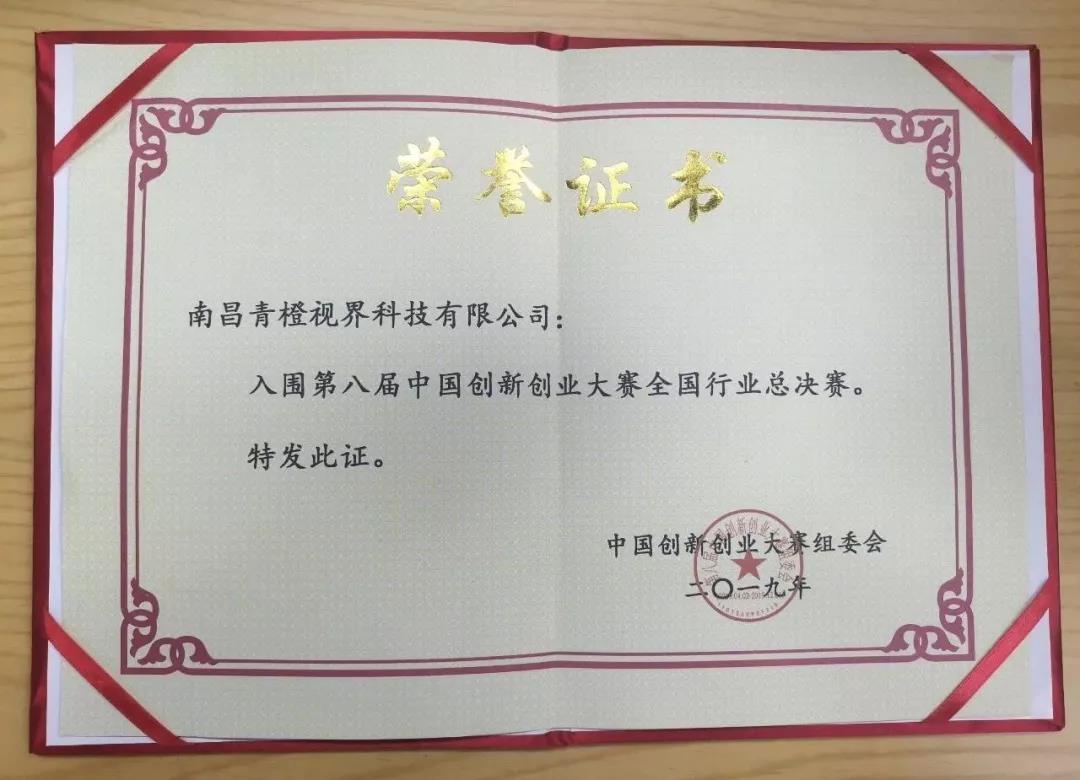 荣誉证书
南昌青橙视界科技有限公司：
入围第八届中国创新创业大赛全国行业总决赛。
特发此证。
中国创新创业大赛组委会
二〇一九年